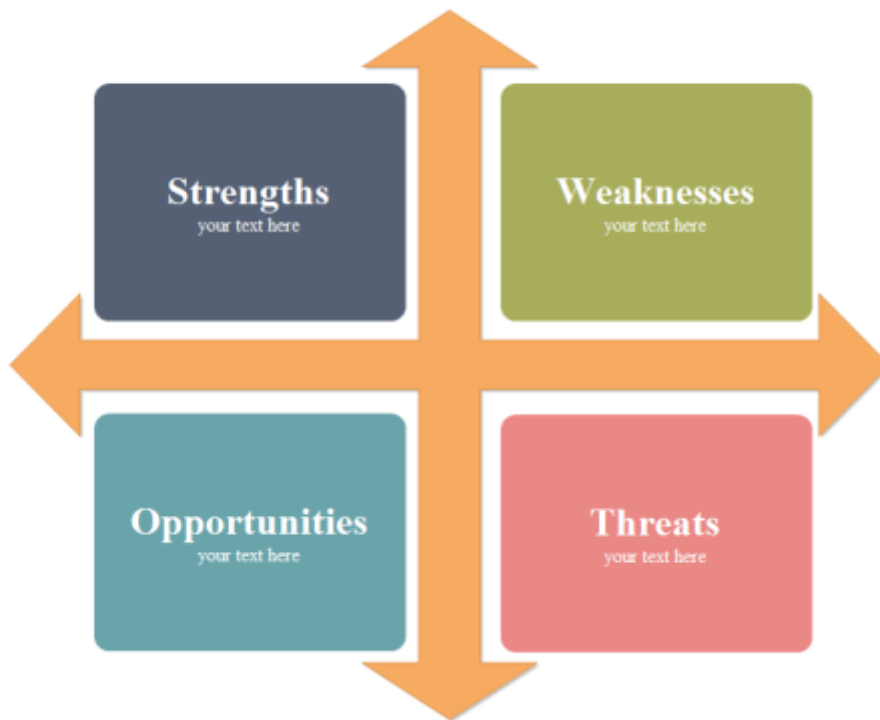 Strengths
your text here
Weaknesses
your text here
Opportunities
your text here
Threats
your text here